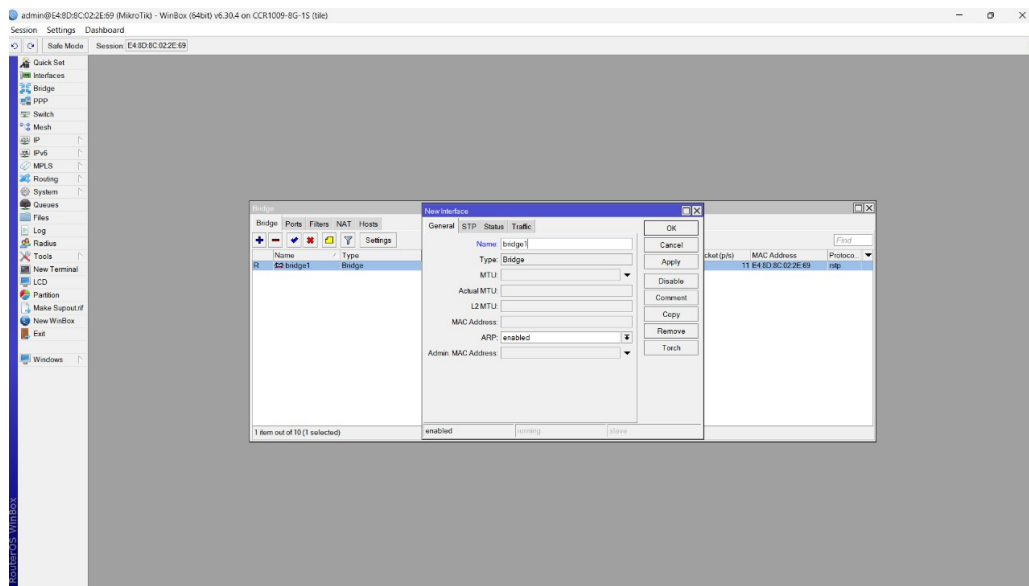 admin@E4:8D:8C:02:2E:69 (MikroTik) - WinBox (64bit) v6.30.4 on CCR1009-8G-1S (tile)
Session Settings Dashboard
Safe Mode Session: E4:8D:8C:02:2E:69
Quick Set
Interfaces
Bridge
PPP
Switch
Mesh
IP
IPv6
MPLS
Routing
System
Queues
Files
Log
Radius
Tools
New Terminal
LCD
Partition
Make Supout.rif
New WinBox
Exit
Windows
RouterOS WinBox
Bridge
Bridge Ports Filters NAT Hosts
Settings
Find
Name Type
cket (p/s) MAC Address Protoco...
R bridge1 Bridge
11 E4:8D:8C:02:2E:69 rstp
1 item out of 10 (1 selected)
New Interface
General STP Status Traffic
Name: bridge1
Type: Bridge
MTU:
Actual MTU:
L2 MTU:
MAC Address:
ARP: enabled
Admin. MAC Address:
OK
Cancel
Apply
Disable
Comment
Copy
Remove
Torch
enabled running slave